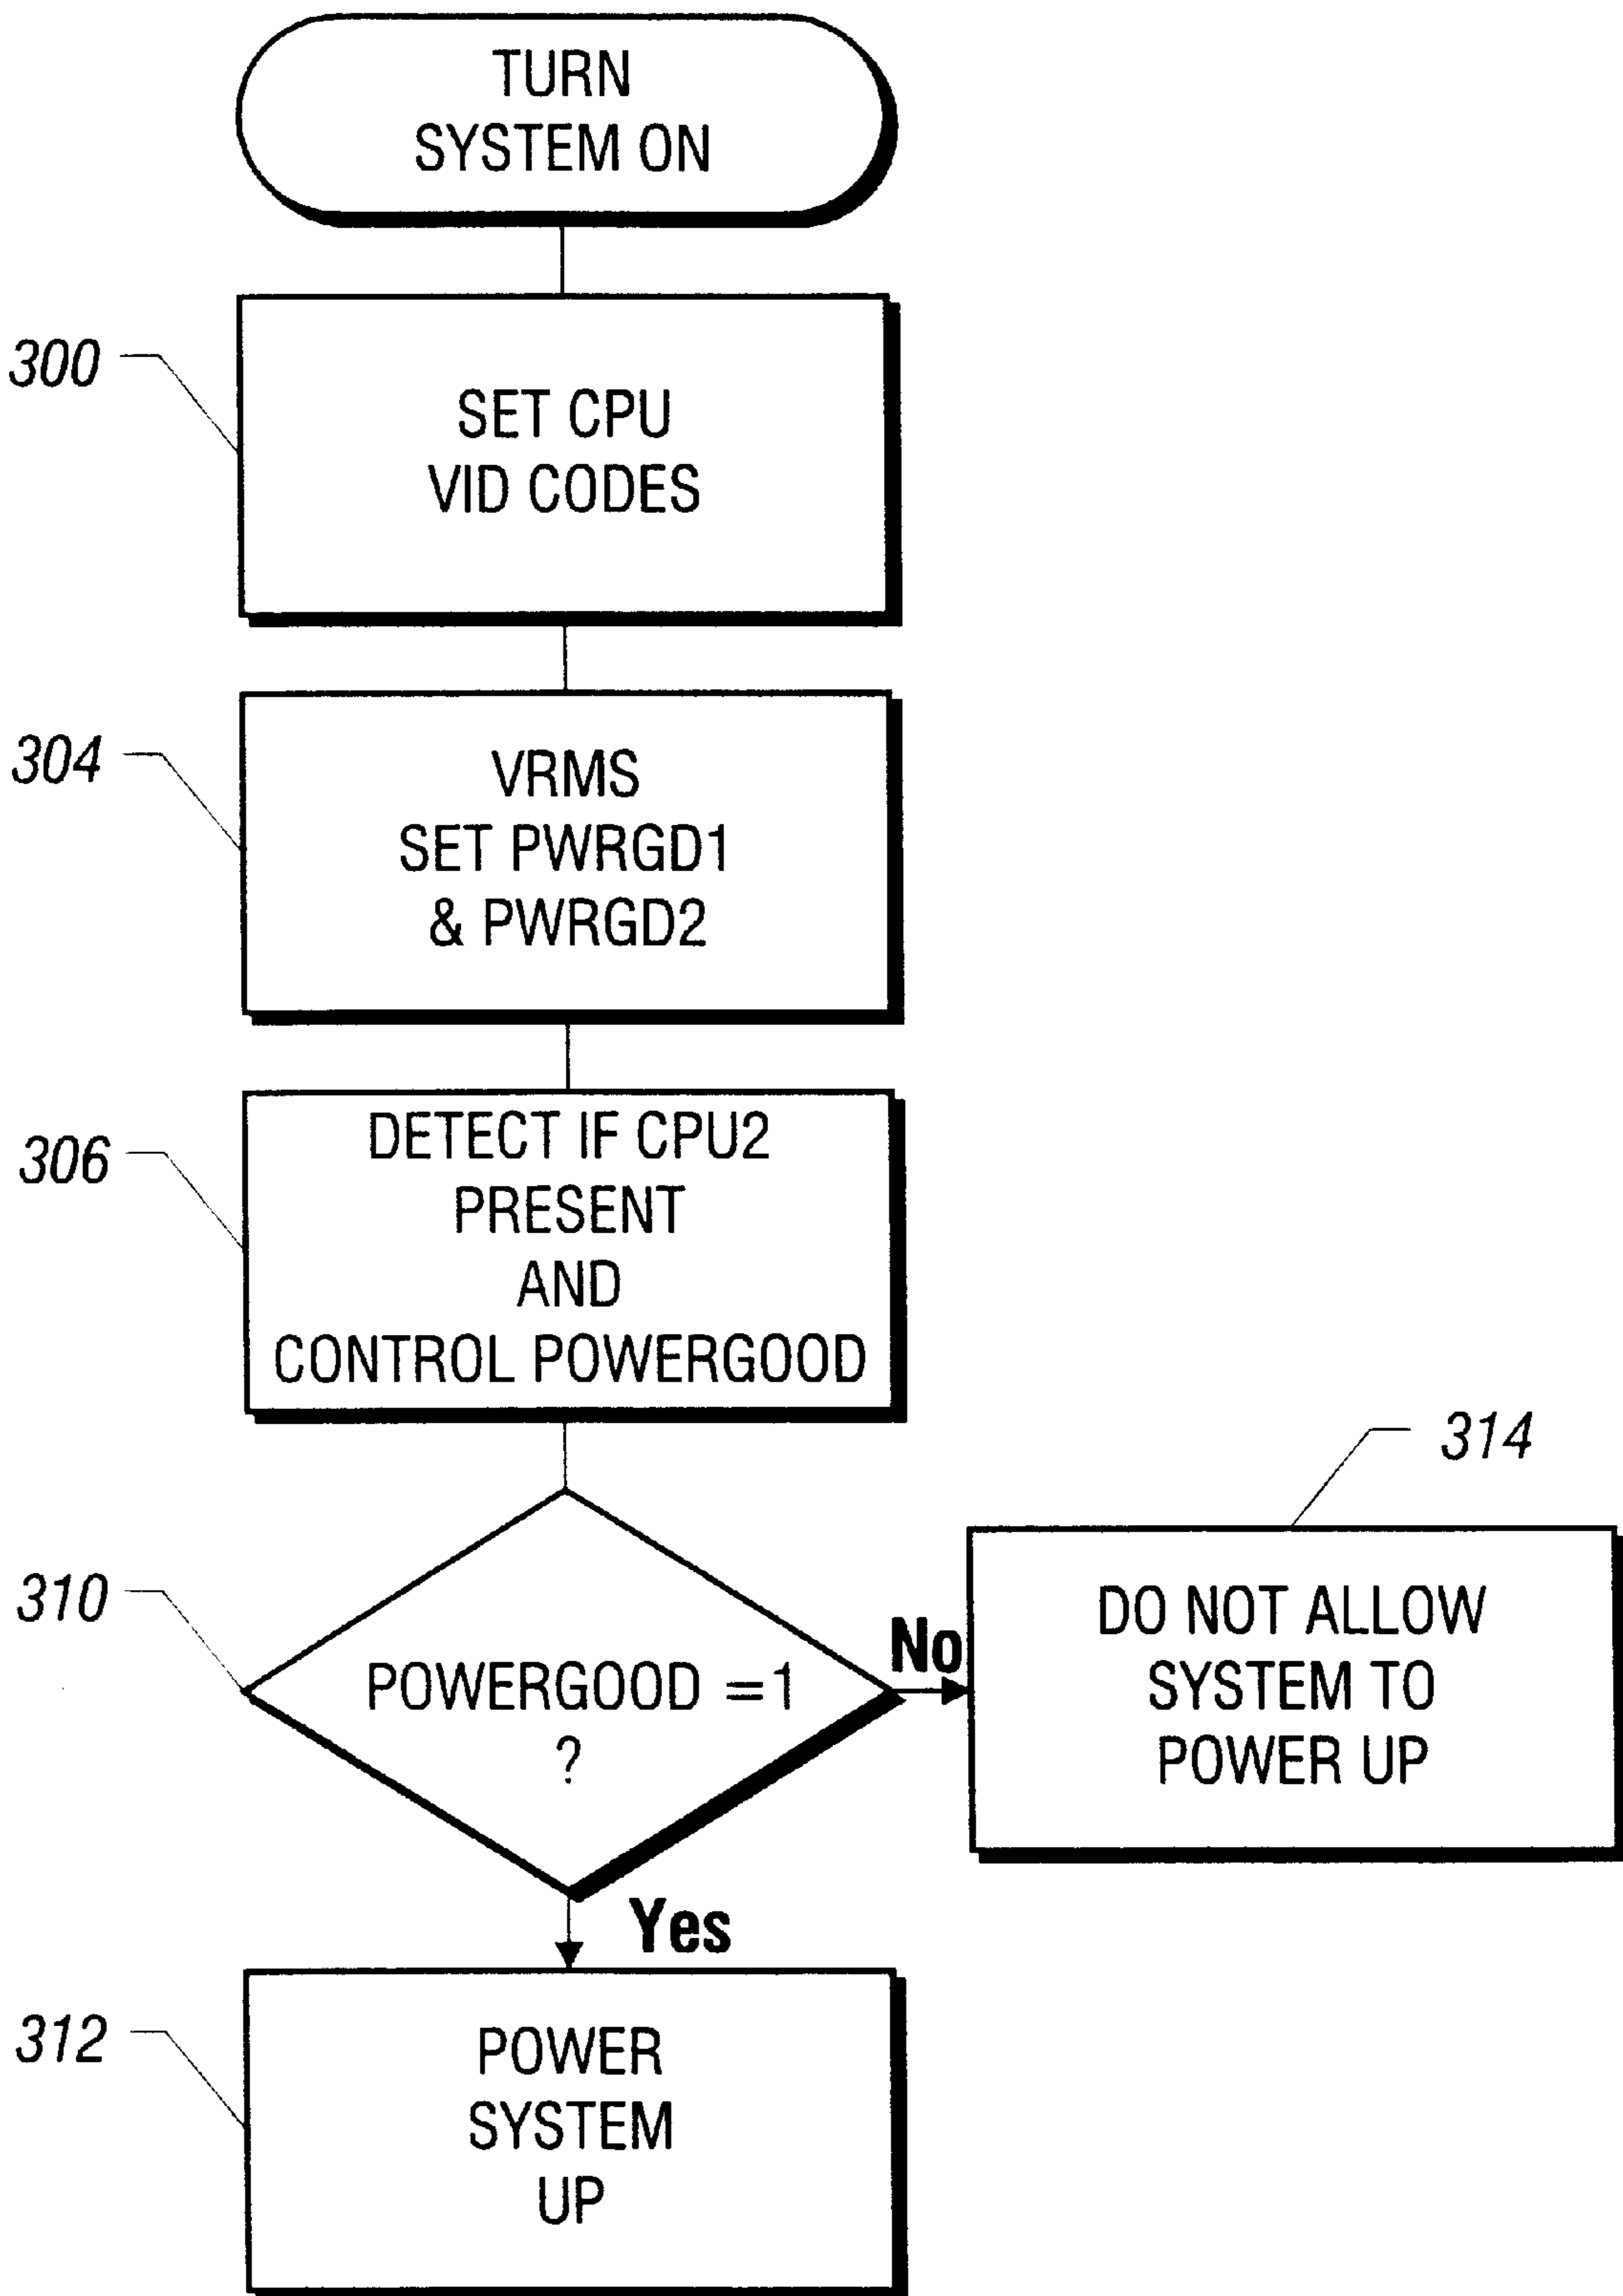 TURN
SYSTEM ON
300
SET CPU
VID CODES
304
VRMS
SET PWRGD1
& PWRGD2
306
DETECT IF CPU2
PRESENT
AND
CONTROL POWERGOOD
310
POWERGOOD =1
?
No
314
DO NOT ALLOW
SYSTEM TO
POWER UP
Yes
312
POWER
SYSTEM
UP